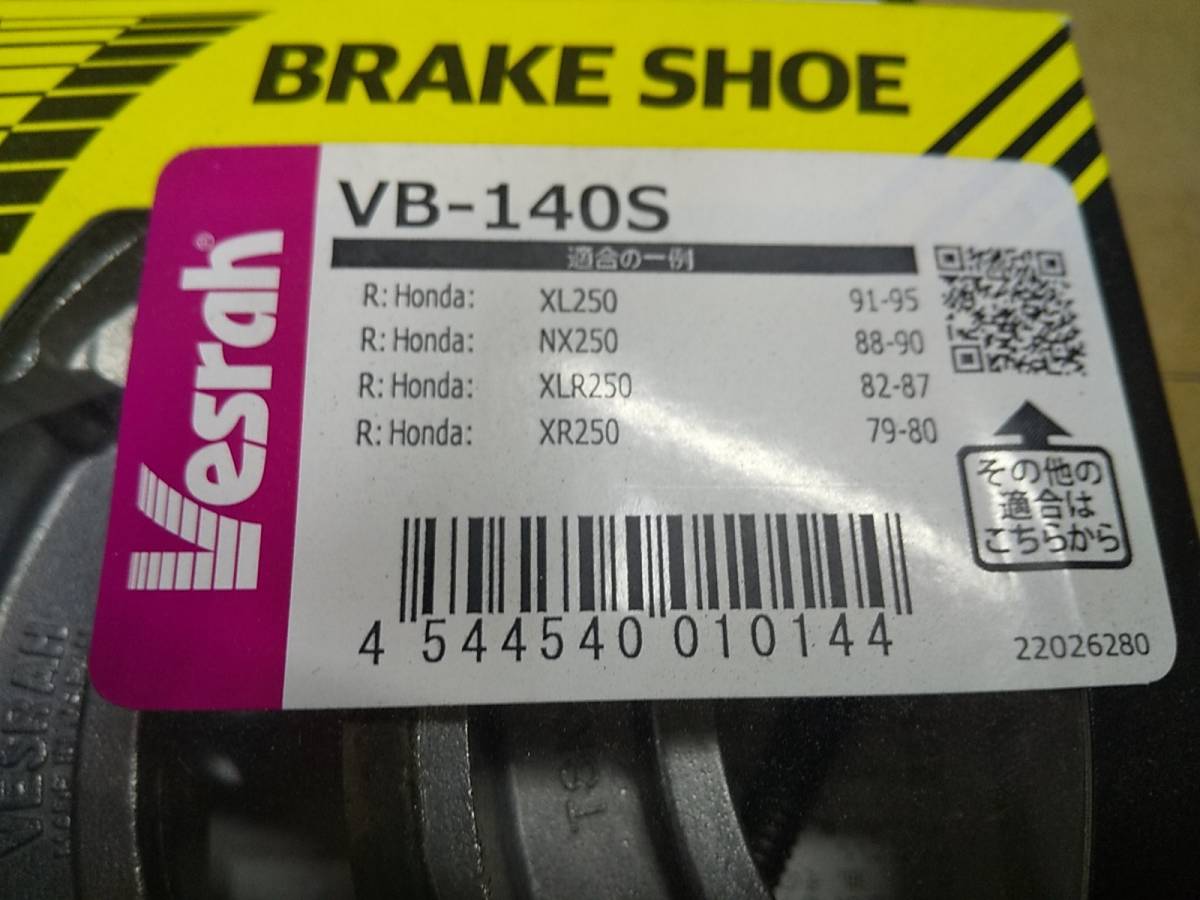 BRAKE SHOE
Vesrah®
VB-140S
適合の一例
R: Honda: XL250 91-95
R: Honda: NX250 88-90
R: Honda: XLR250 82-87
R: Honda: XR250 79-80
その他の
適合は
こちらから
4 544540 010144
22026280
VESRAH
TS